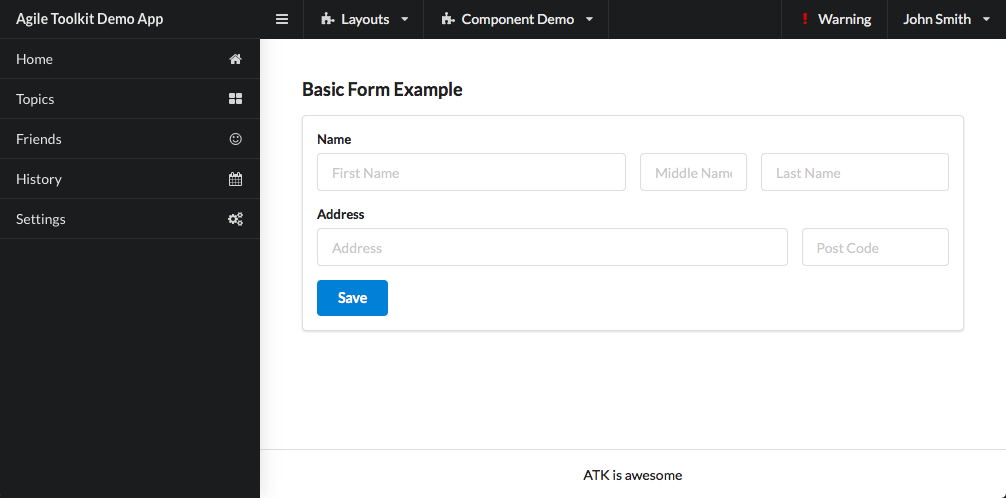 Agile Toolkit Demo App Layouts Component Demo Warning John Smith
Home
Topics
Friends
History
Settings
Basic Form Example
Name
First Name Middle Name Last Name
Address
Address Post Code
Save
ATK is awesome